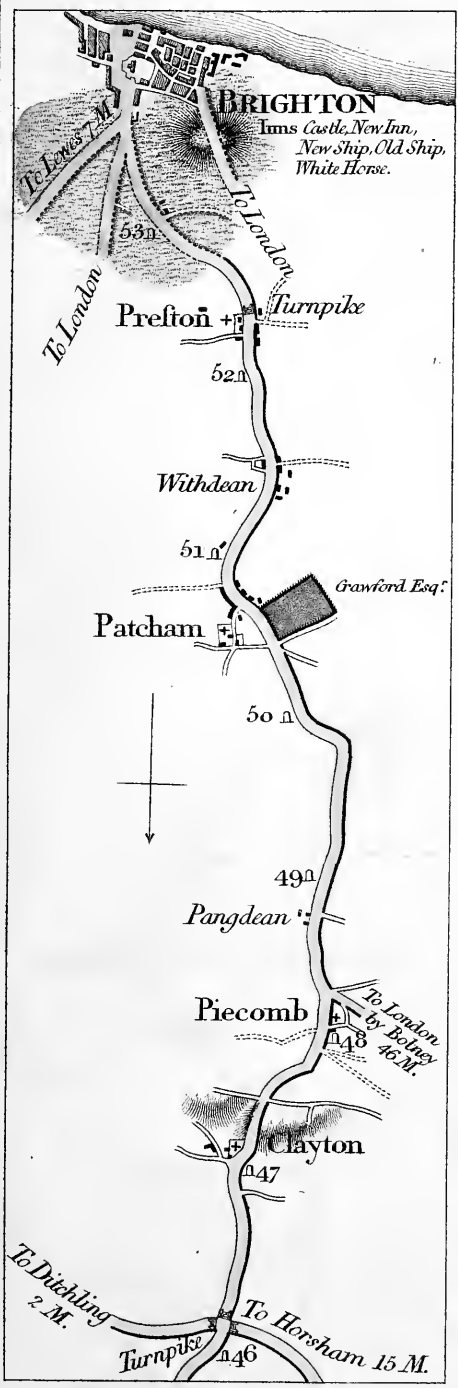 BRIGHTON
Inns Castle, New Inn,
New Ship, Old Ship,
White Horse.
To Lewis 7 M.
To London
53
To London
Preſton
Turnpike
52
Withdean
51
Crawford Esqr.
Patcham
50
49
Pangdean
Piecomb
To London
by Bolney
46 M.
48
Clayton
47
To Ditchling
2 M.
To Horsham 15 M.
Turnpike
46